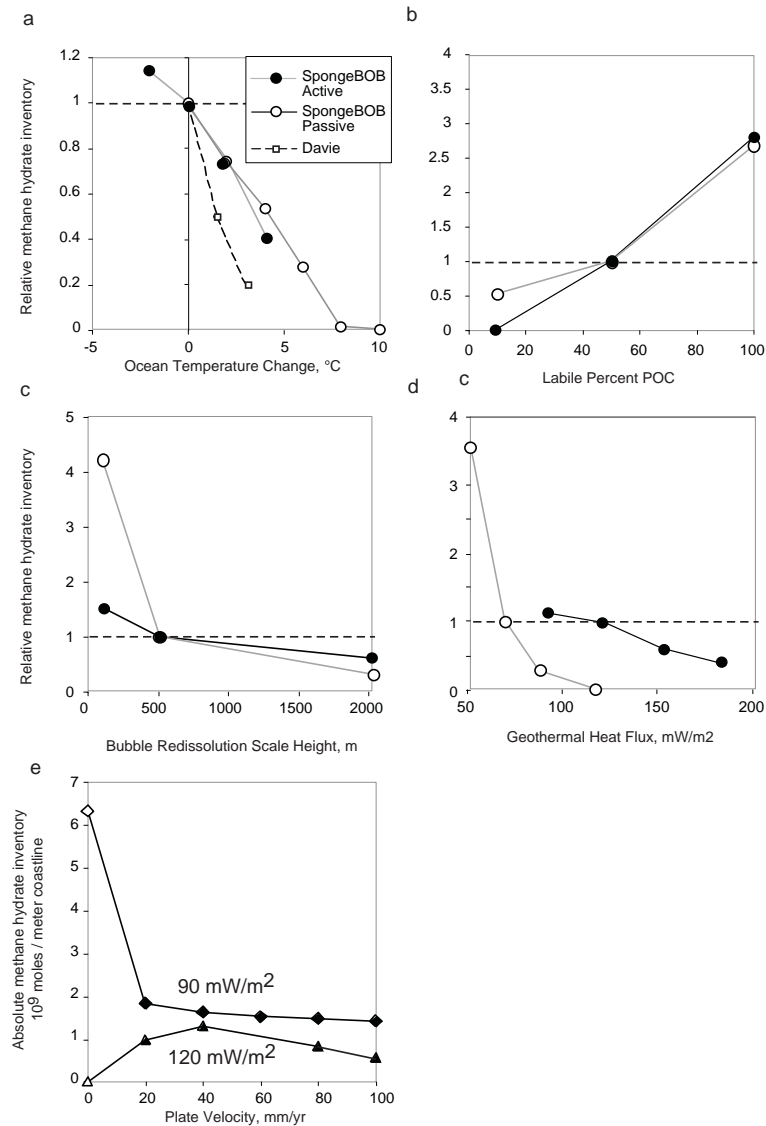 a
Relative methane hydrate inventory
1.2
1
0.8
0.6
0.4
0.2
0
-5
0
5
10
Ocean Temperature Change, °C
SpongeBOB
Active
SpongeBOB
Passive
Davie
b
4
3.5
3
2.5
2
1.5
1
0.5
0
0
20
40
60
80
100
Labile Percent POC
c
Relative methane hydrate inventory
5
4
3
2
1
0
0
500
1000
1500
2000
Bubble Redissolution Scale Height, m
d
c
4
3
2
1
0
50
100
150
200
Geothermal Heat Flux, mW/m2
e
Absolute methane hydrate inventory
10⁹ moles / meter coastline
7
6
5
4
3
2
1
0
90 mW/m²
120 mW/m²
0
20
40
60
80
100
Plate Velocity, mm/yr